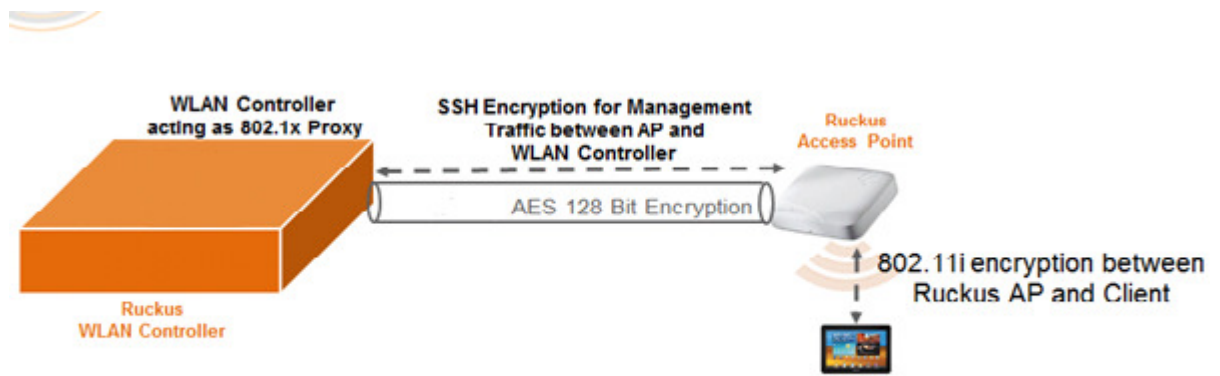 WLAN Controller
acting as 802.1x Proxy
SSH Encryption for Management
Traffic between AP and
WLAN Controller
Ruckus
Access Point
AES 128 Bit Encryption
802.11i encryption between
Ruckus AP and Client
Ruckus
WLAN Controller